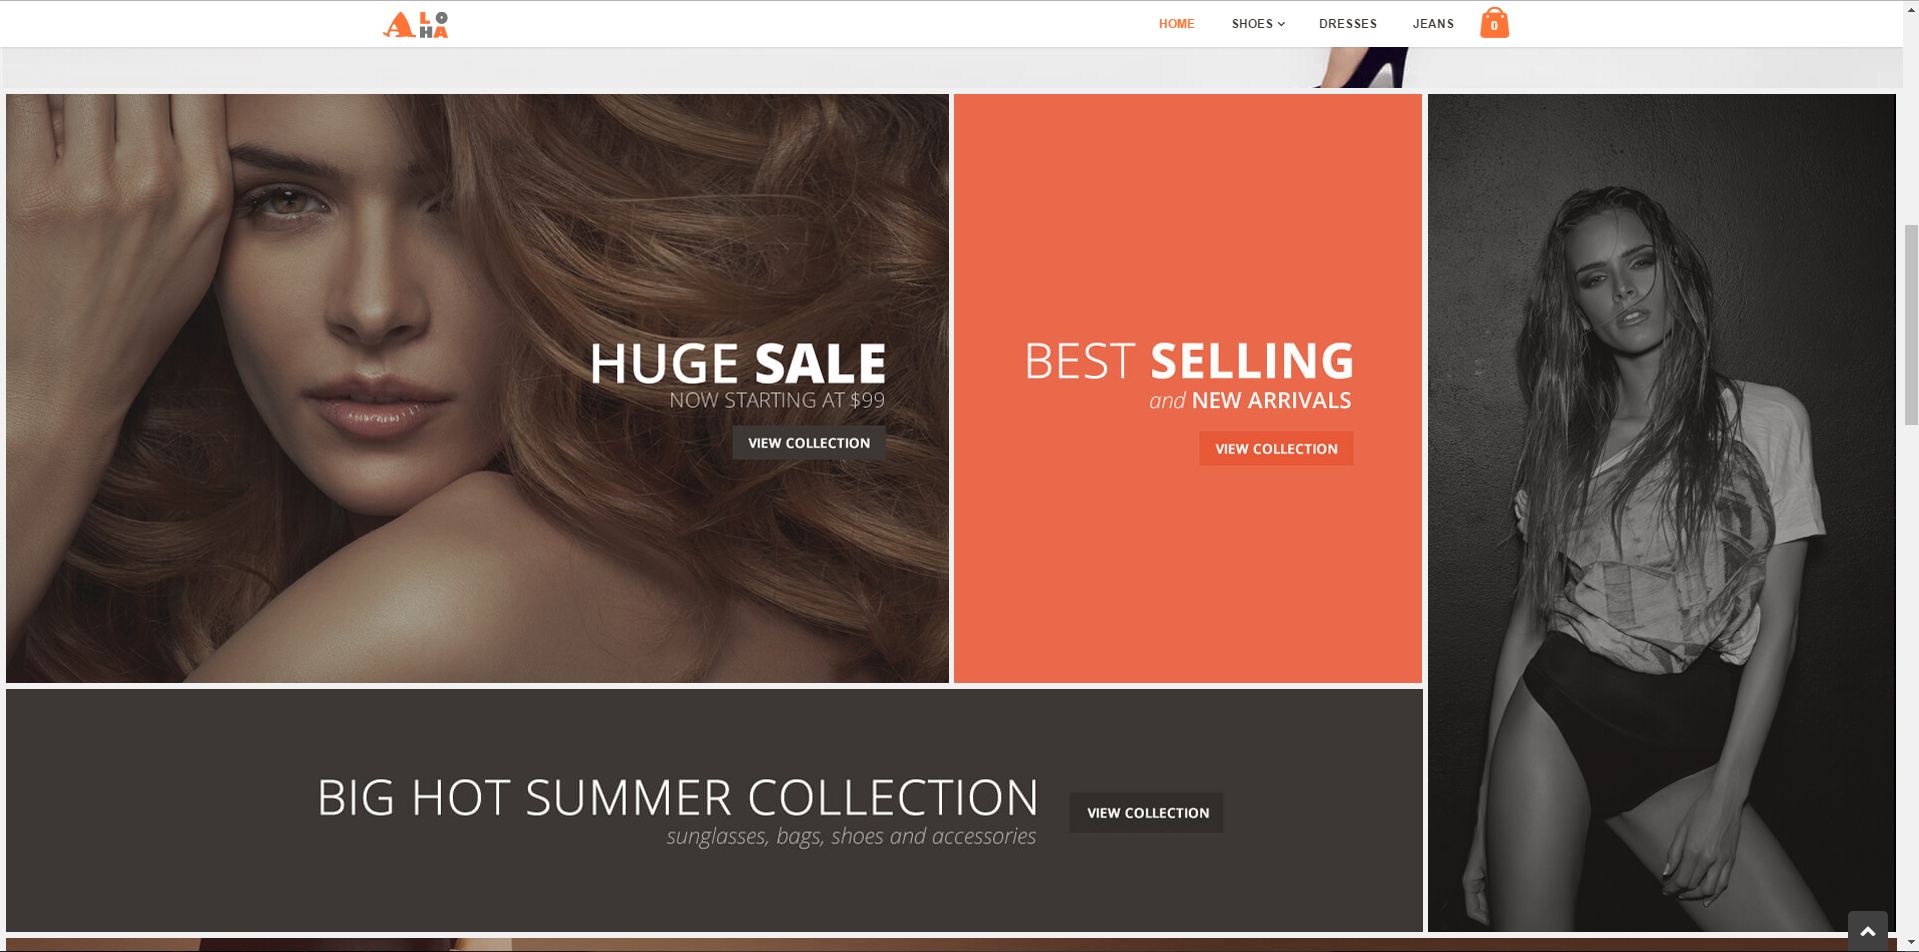 ALOHA
HOME
SHOES
DRESSES
JEANS
0
HUGE SALE
NOW STARTING AT $99
VIEW COLLECTION
BEST SELLING
and NEW ARRIVALS
VIEW COLLECTION
BIG HOT SUMMER COLLECTION
sunglasses, bags, shoes and accessories
VIEW COLLECTION